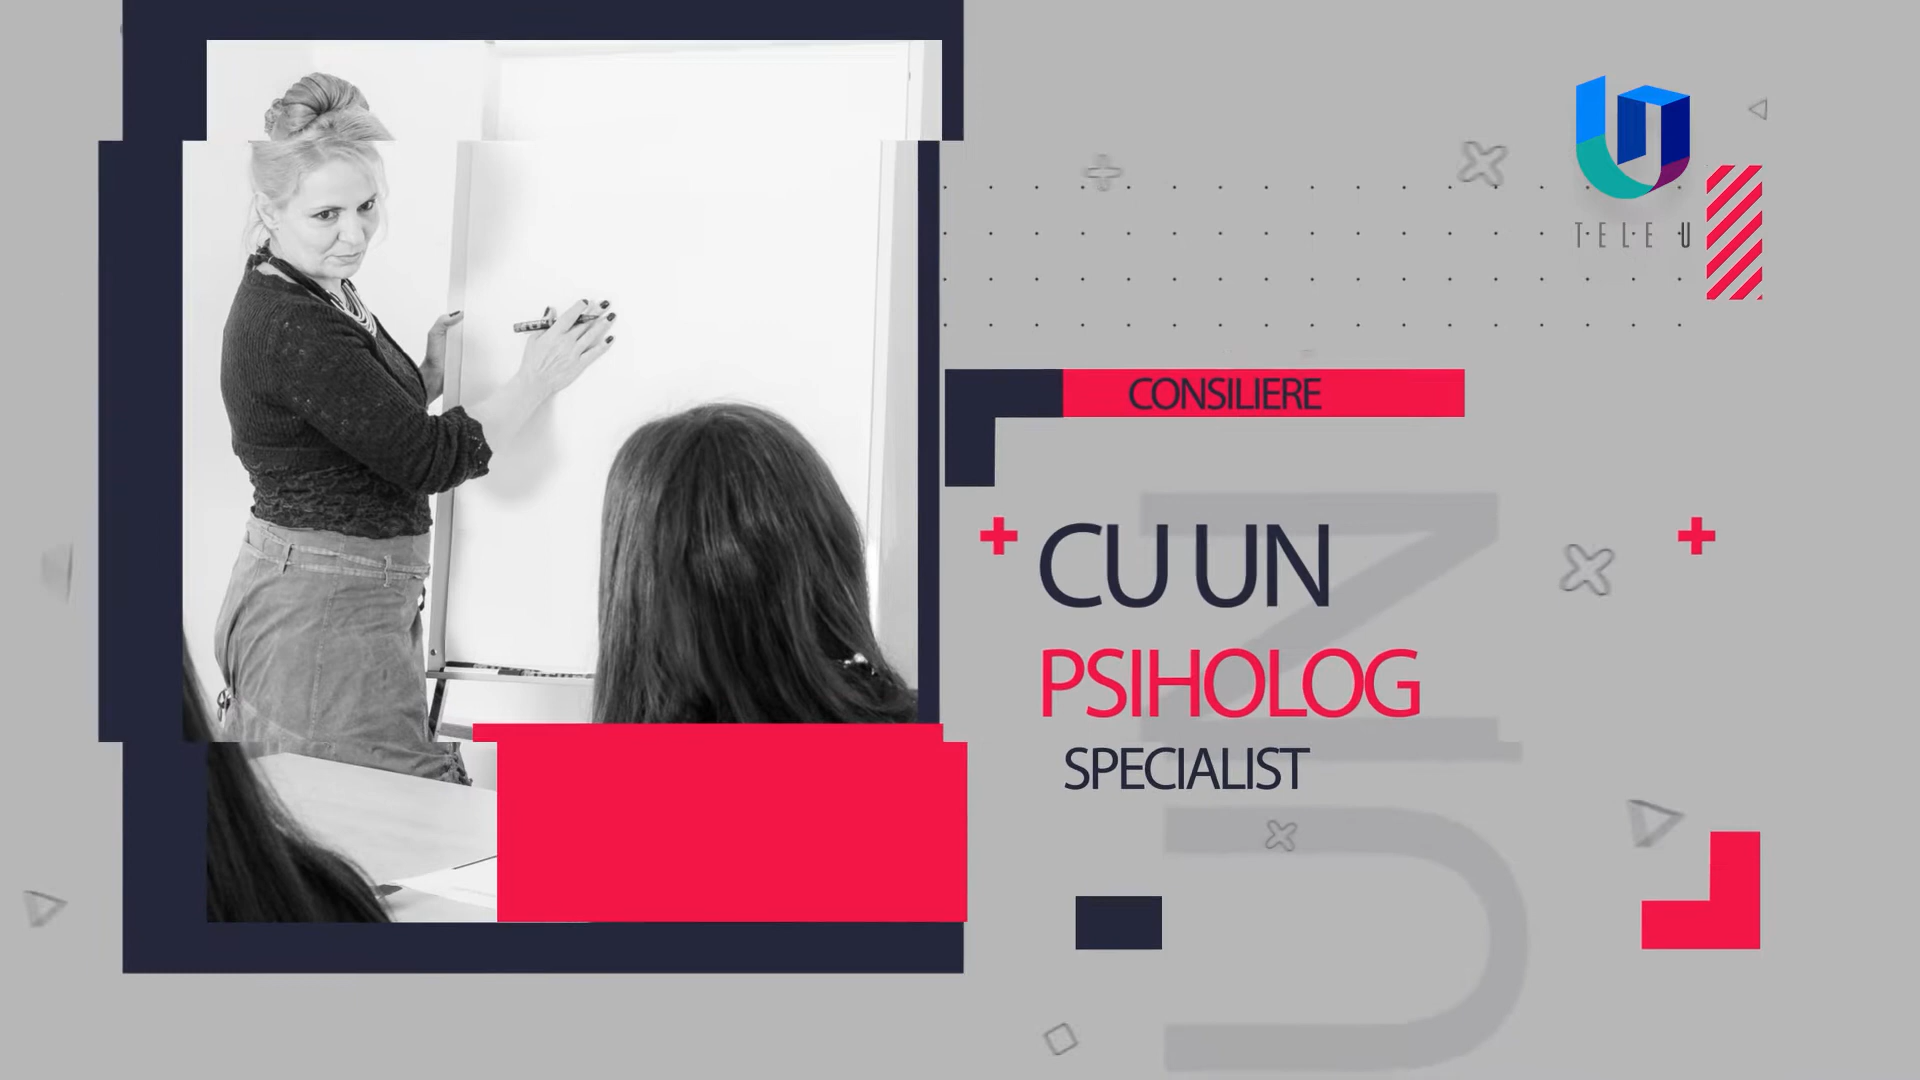 TELE U
CONSILIERE
CU UN
PSIHOLOG
SPECIALIST